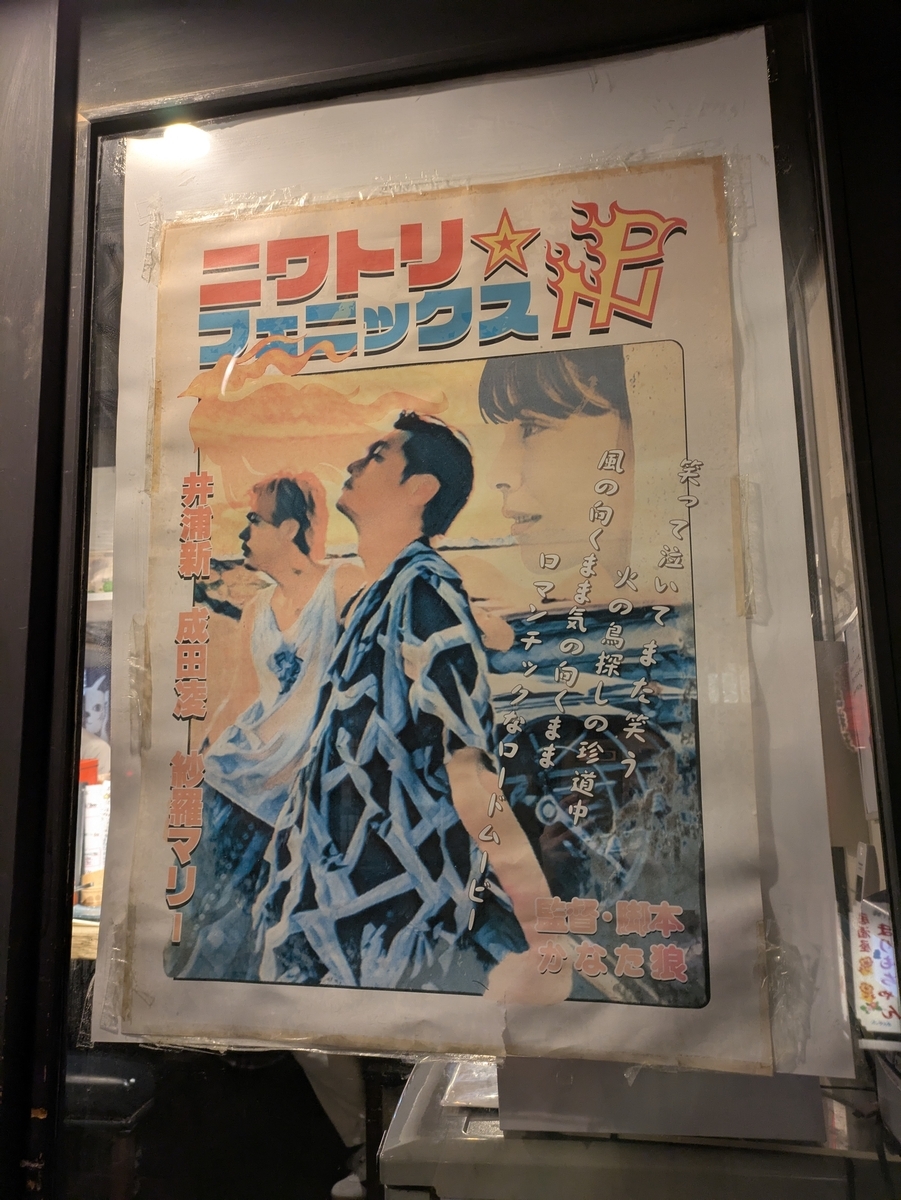 ニワトリ★
フェニックス
笑って泣いてまた笑う
火の鳥探しの珍道中
風の向くまま気の向くまま
ロマンチックなロードムービー
井浦新 成田凌 紗羅マリー
監督・脚本
かなた狼